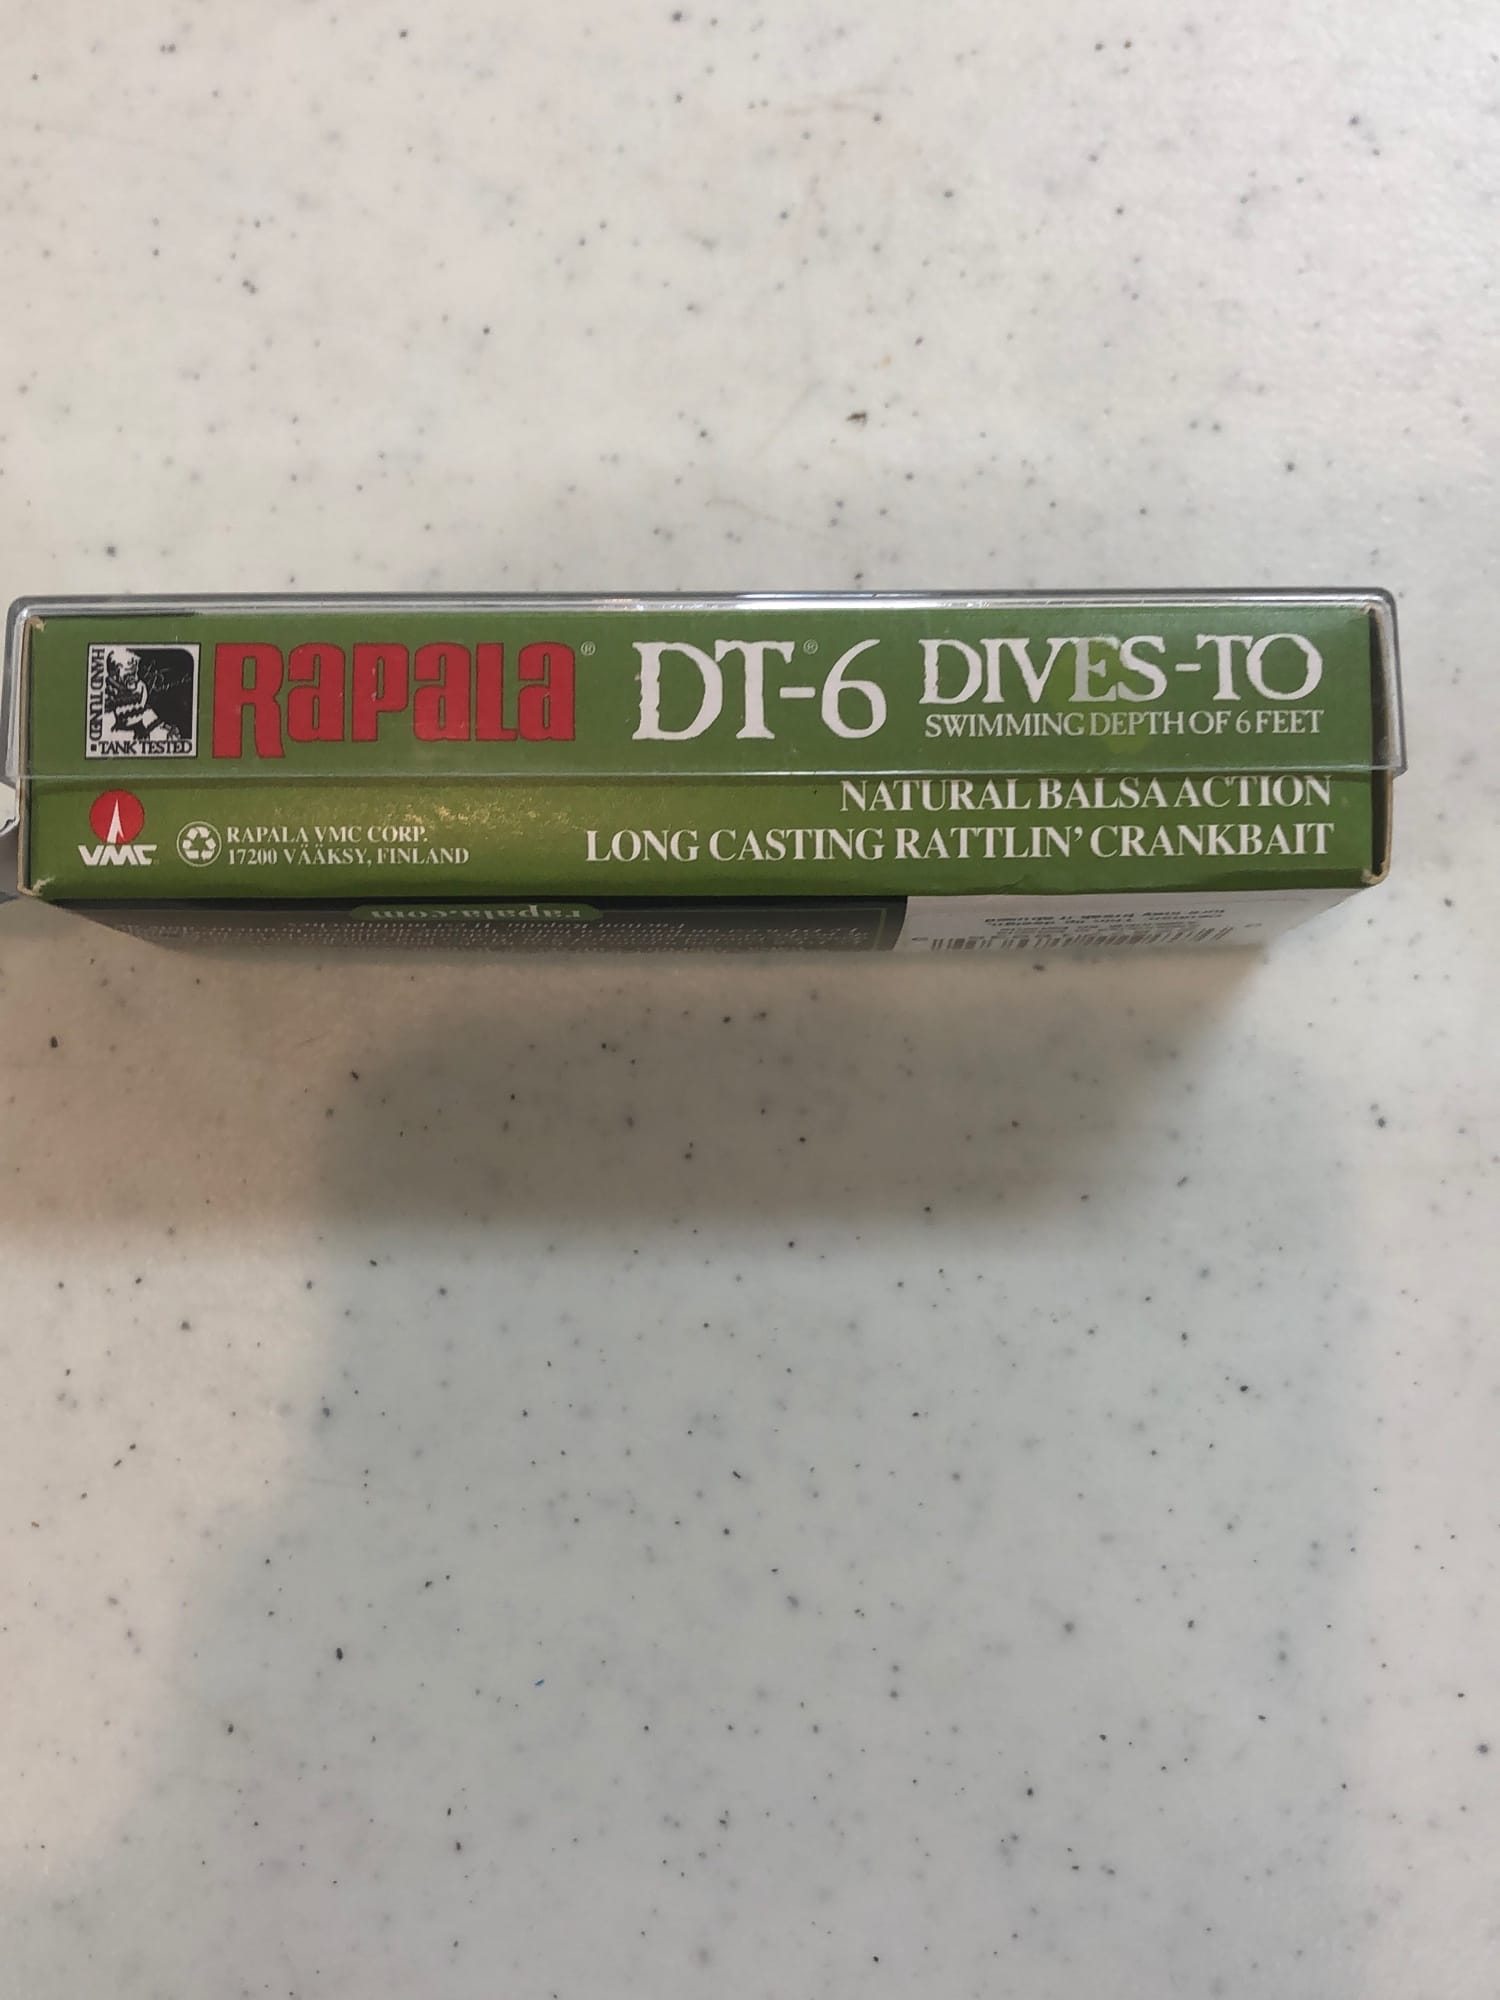 HAND TUNED
TANK TESTED
Rapala®
DT®-6
DIVES-TO
SWIMMING DEPTH OF 6 FEET
NATURAL BALSA ACTION
LONG CASTING RATTLIN' CRANKBAIT
VMC
RAPALA VMC CORP.
17200 VÄÄKSY, FINLAND
rapala.com